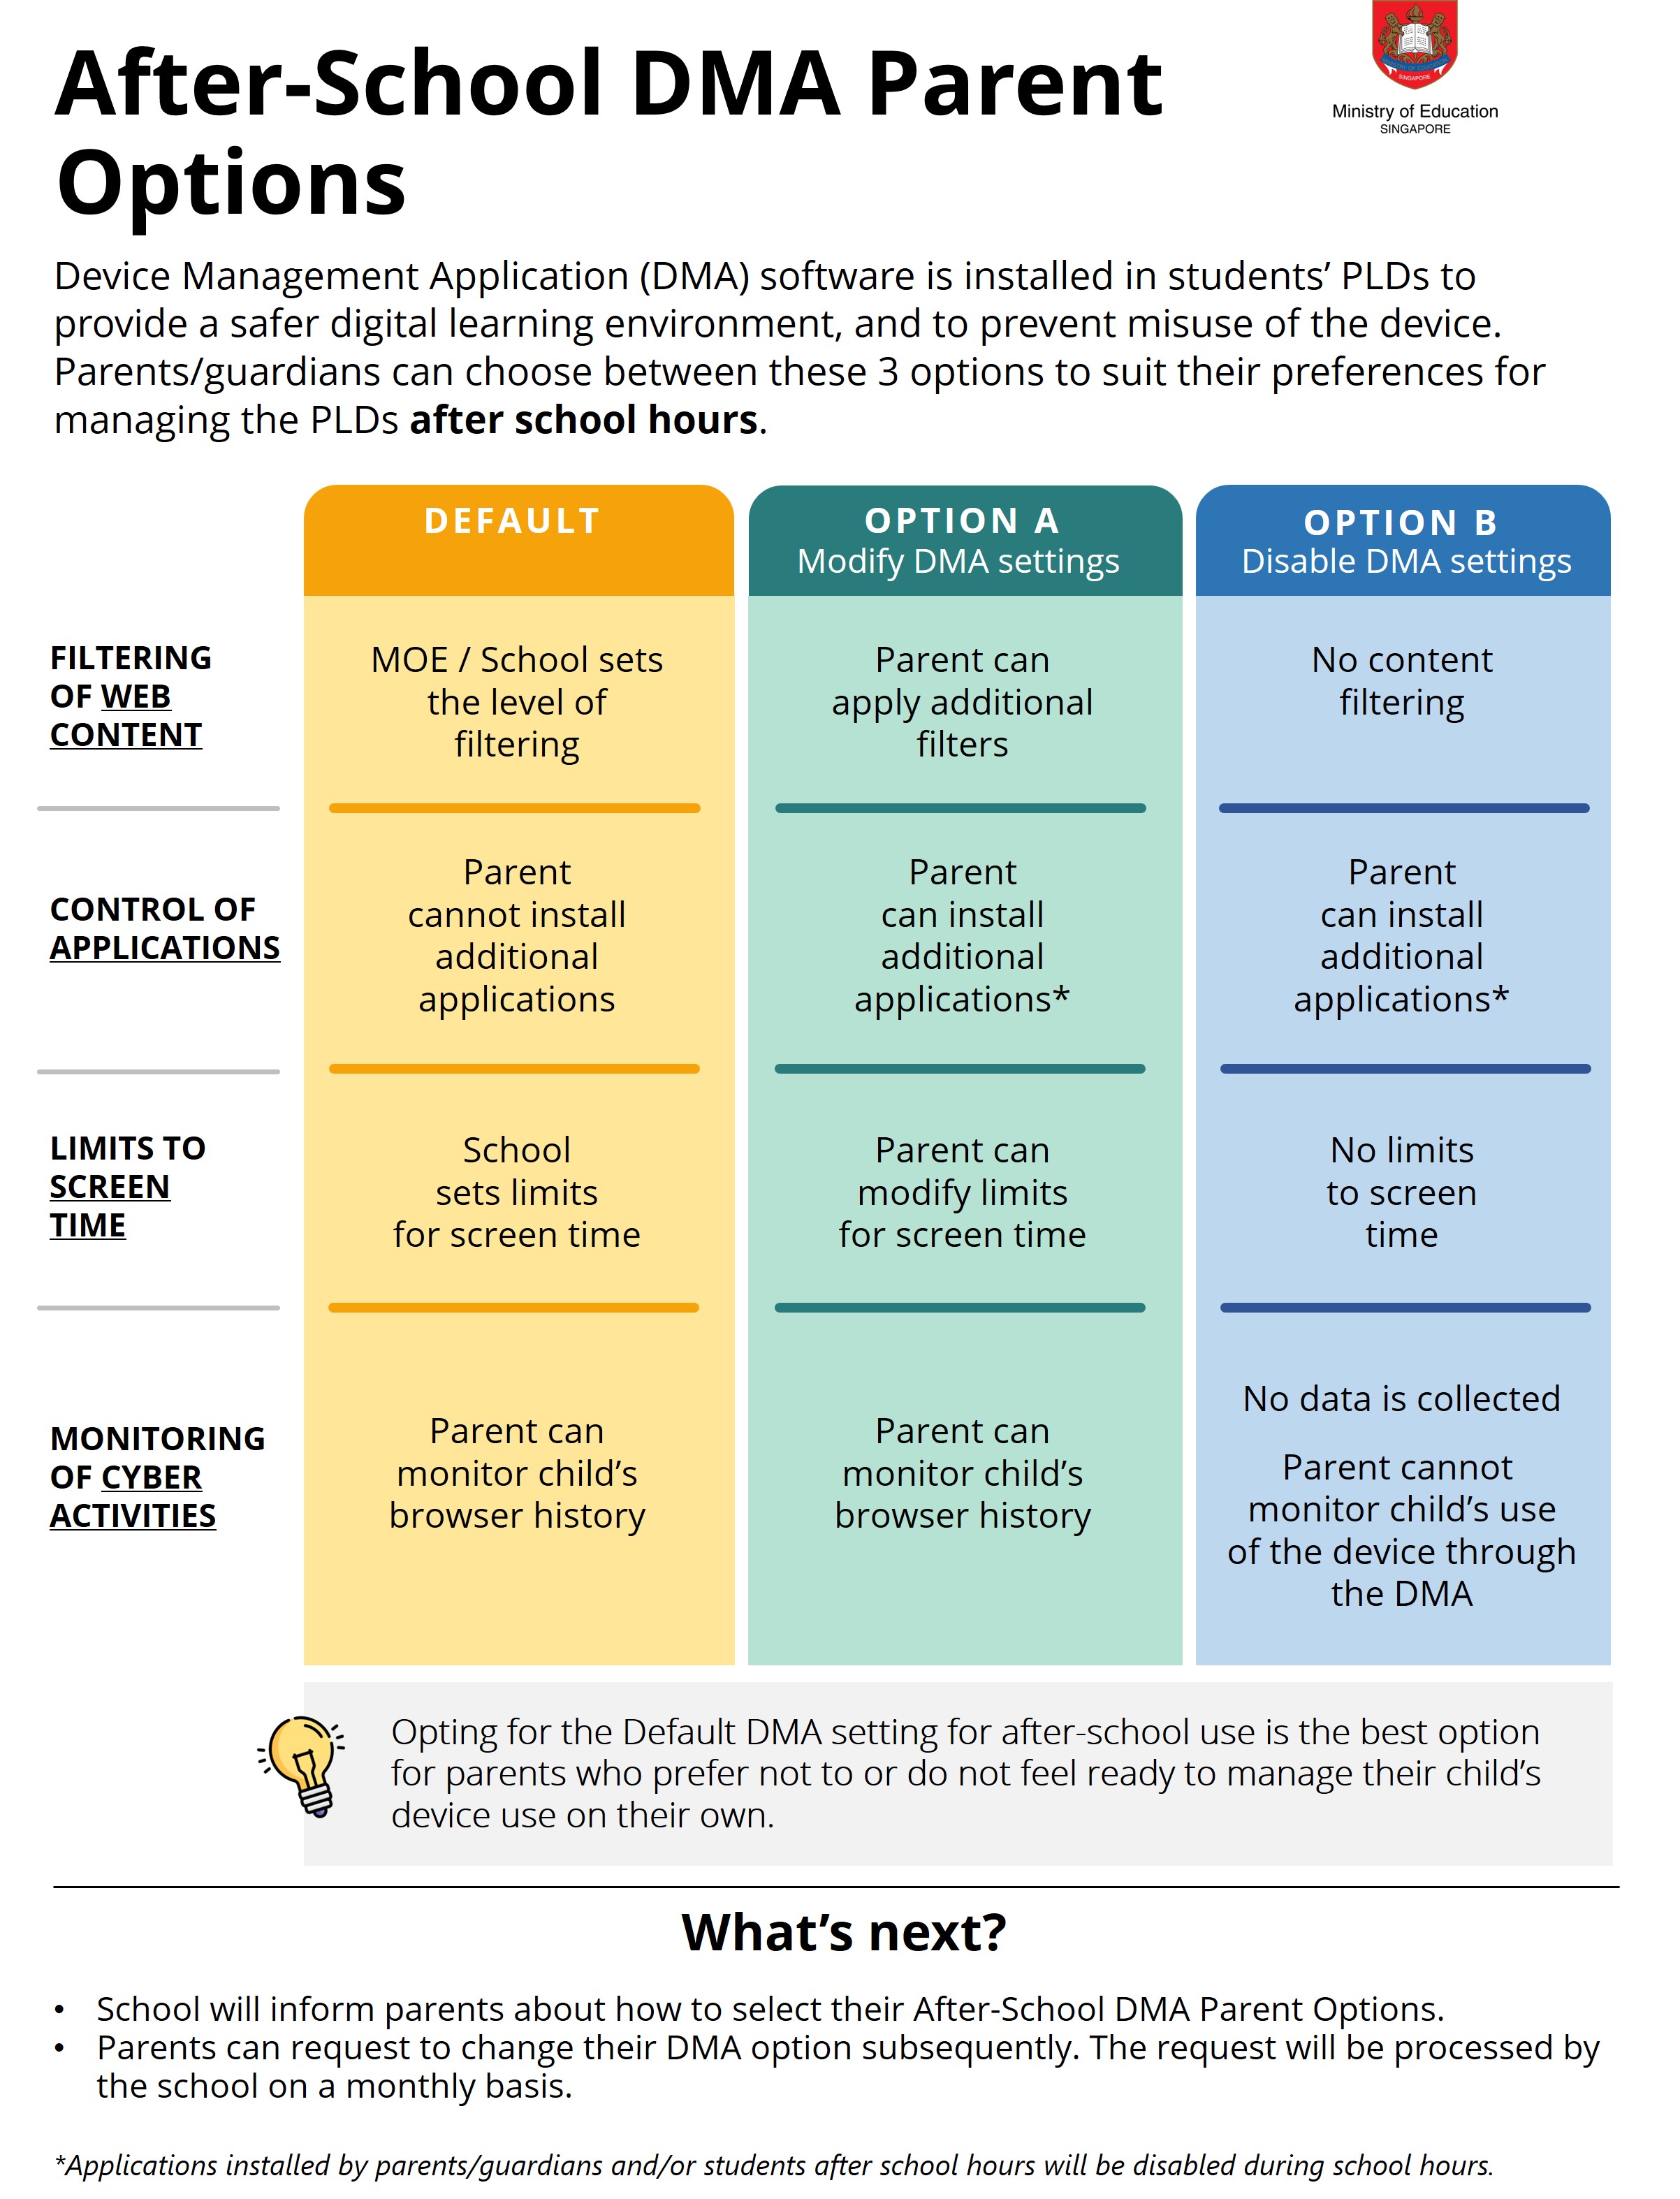 After-School DMA Parent
Options
Ministry of Education
SINGAPORE
Device Management Application (DMA) software is installed in students’ PLDs to
provide a safer digital learning environment, and to prevent misuse of the device.
Parents/guardians can choose between these 3 options to suit their preferences for
managing the PLDs after school hours.
DEFAULT
OPTION A
Modify DMA settings
OPTION B
Disable DMA settings
FILTERING
OF WEB
CONTENT
MOE / School sets
the level of
filtering
Parent can
apply additional
filters
No content
filtering
CONTROL OF
APPLICATIONS
Parent
cannot install
additional
applications
Parent
can install
additional
applications*
Parent
can install
additional
applications*
LIMITS TO
SCREEN
TIME
School
sets limits
for screen time
Parent can
modify limits
for screen time
No limits
to screen
time
MONITORING
OF CYBER
ACTIVITIES
Parent can
monitor child’s
browser history
Parent can
monitor child’s
browser history
No data is collected
Parent cannot
monitor child’s use
of the device through
the DMA
Opting for the Default DMA setting for after-school use is the best option
for parents who prefer not to or do not feel ready to manage their child’s
device use on their own.
What’s next?
• School will inform parents about how to select their After-School DMA Parent Options.
• Parents can request to change their DMA option subsequently. The request will be processed by
the school on a monthly basis.
*Applications installed by parents/guardians and/or students after school hours will be disabled during school hours.